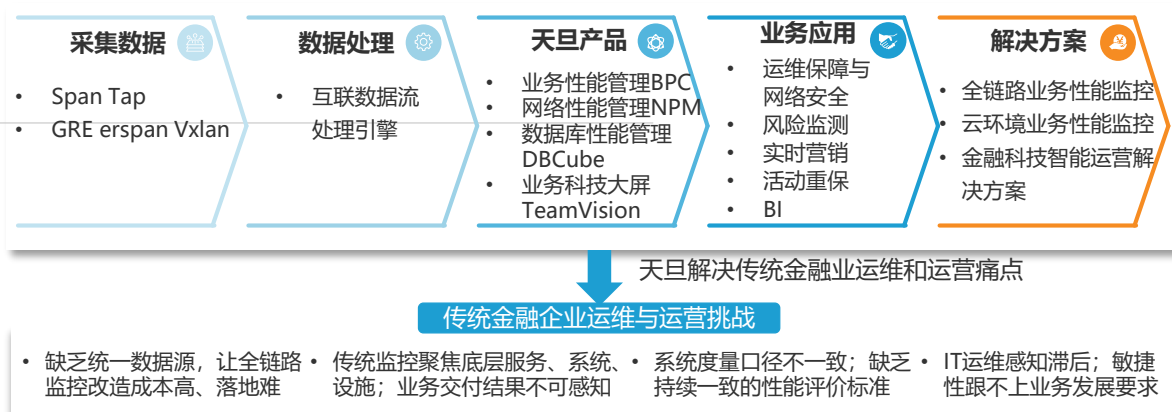 采集数据
• Span Tap
• GRE erspan Vxlan
数据处理
• 互联数据流
处理引擎
天旦产品
• 业务性能管理BPC
• 网络性能管理NPM
• 数据库性能管理
DBCube
• 业务科技大屏
TeamVision
业务应用
• 运维保障与
网络安全
• 风险监测
• 实时营销
• 活动重保
• BI
解决方案
• 全链路业务性能监控
• 云环境业务性能监控
• 金融科技智能运营解
决方案
天旦解决传统金融业运维和运营痛点
传统金融企业运维与运营挑战
• 缺乏统一数据源，让全链路
监控改造成本高、落地难
• 传统监控聚焦底层服务、系统、
设施；业务交付结果不可感知
• 系统度量口径不一致；缺乏
持续一致的性能评价标准
• IT运维感知滞后；敏捷
性跟不上业务发展要求